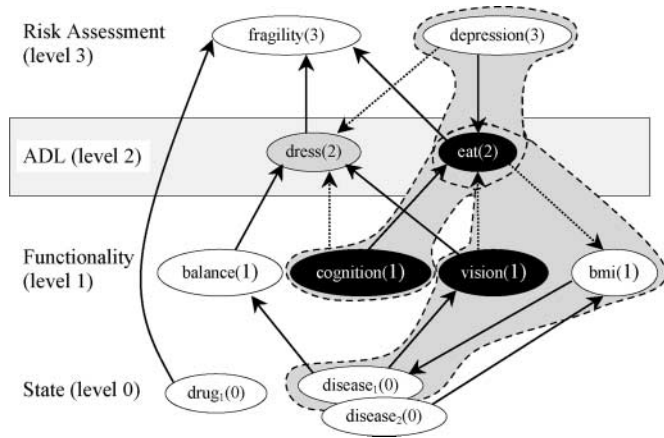 Risk Assessment
(level 3)
fragility(3)
depression(3)
ADL (level 2)
dress(2)
eat(2)
Functionality
(level 1)
balance(1)
cognition(1)
vision(1)
bmi(1)
State (level 0)
drug₁(0)
disease₁(0)
disease₂(0)